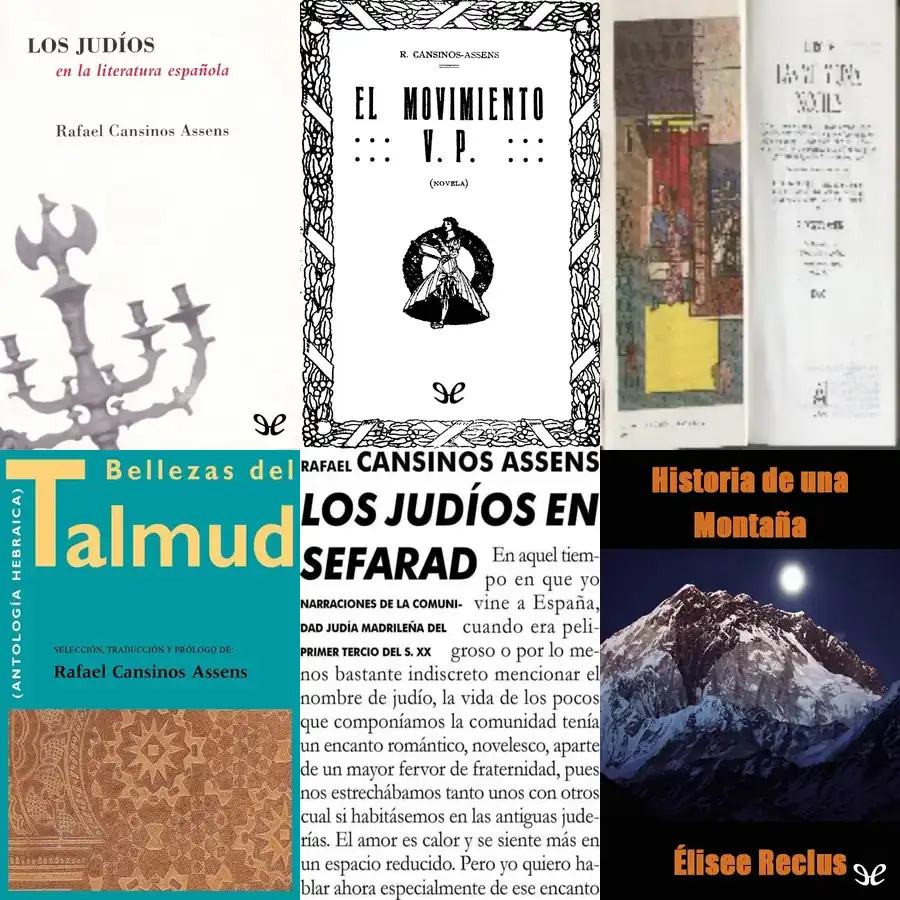 LOS JUDÍOS
en la literatura española
Rafael Cansinos Assens
R. CANSINOS-ASSENS
EL MOVIMIENTO
V. P.
(NOVELA)
Bellezas del
Talmud
(ANTOLOGÍA HEBRAICA)
SELECCIÓN, TRADUCCIÓN Y PRÓLOGO DE:
Rafael Cansinos Assens
RAFAEL CANSINOS ASSENS
LOS JUDÍOS EN
SEFARAD
NARRACIONES DE LA COMUNI-
DAD JUDÍA MADRILEÑA DEL
PRIMER TERCIO DEL S. XX
En aquel tiem-
po en que yo
vine a España,
cuando era peli-
groso o por lo me-
nos bastante indiscreto mencionar el
nombre de judío, la vida de los pocos
que componíamos la comunidad tenía
un encanto romántico, novelesco, aparte
de un mayor fervor de fraternidad, pues
nos estrechábamos tanto unos con otros
cual si habitásemos en las antiguas jude-
rías. El amor es calor y se siente más en
un espacio reducido. Pero yo quiero ha-
blar ahora especialmente de ese encanto
Historia de una
Montaña
Élisee Reclus